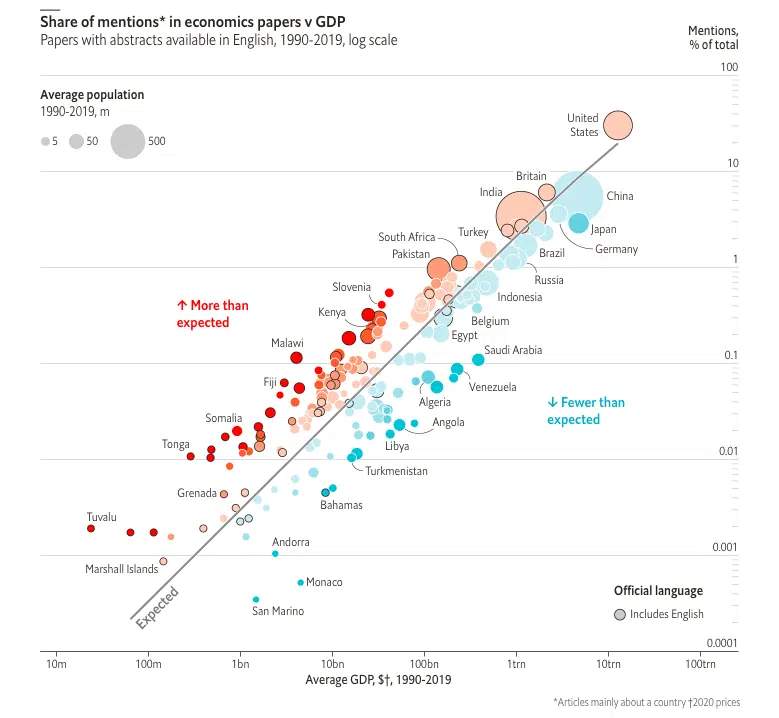 Share of mentions* in economics papers v GDP
Papers with abstracts available in English, 1990-2019, log scale
Mentions,
% of total
100
Average population
1990-2019, m
5
50
500
United
States
10
Britain
India
China
Turkey
Japan
South Africa
Germany
Pakistan
Brazil
1
Russia
Slovenia
Indonesia
↑ More than
expected
Kenya
Belgium
Egypt
Malawi
Saudi Arabia
0.1
Fiji
Venezuela
Algeria
↓ Fewer than
expected
Somalia
Angola
Tonga
Libya
0.01
Turkmenistan
Grenada
Bahamas
Tuvalu
Andorra
0.001
Marshall Islands
Monaco
Expected
San Marino
Official language
Includes English
0.0001
10m
100m
1bn
10bn
100bn
1trn
10trn
100trn
Average GDP, $†, 1990-2019
*Articles mainly about a country †2020 prices